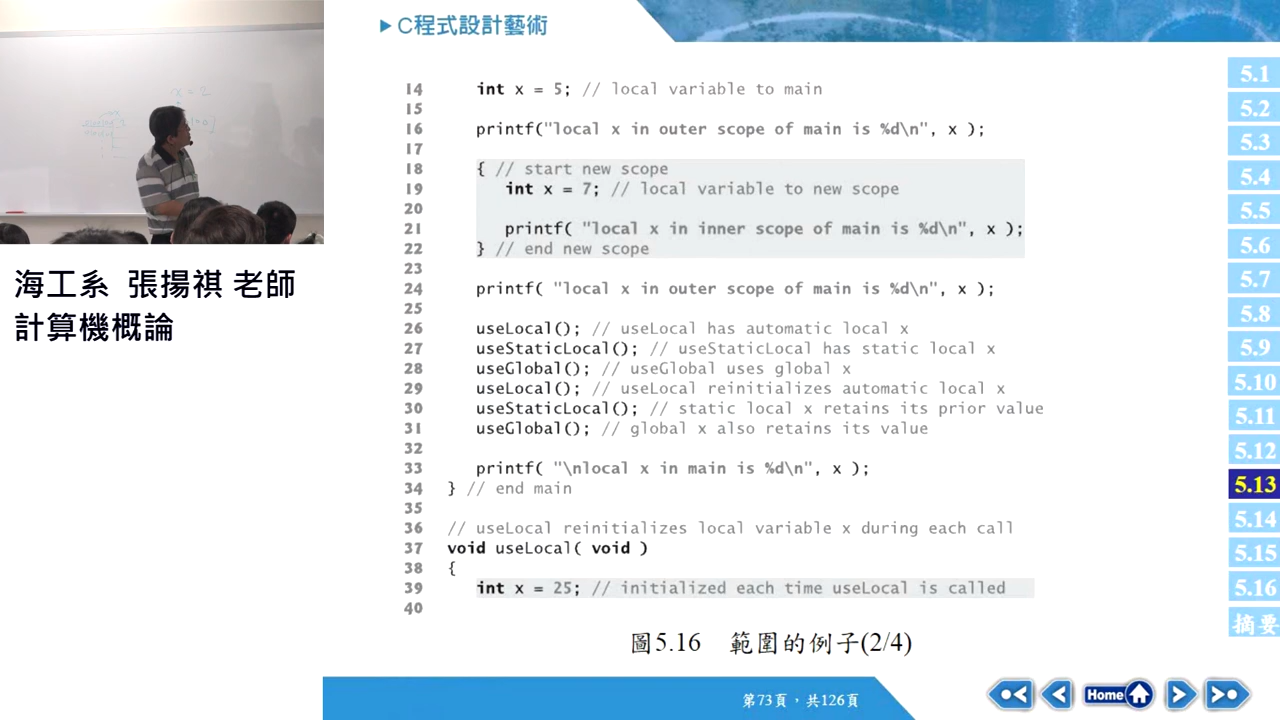 ▶C程式設計藝術
x = 2
14 int x = 5; // local variable to main
15
16 printf("local x in outer scope of main is %d\n", x );
17
18 { // start new scope
19 int x = 7; // local variable to new scope
20
21 printf( "local x in inner scope of main is %d\n", x );
22 } // end new scope
23
24 printf( "local x in outer scope of main is %d\n", x );
25
26 useLocal(); // useLocal has automatic local x
27 useStaticLocal(); // useStaticLocal has static local x
28 useGlobal(); // useGlobal uses global x
29 useLocal(); // useLocal reinitializes automatic local x
30 useStaticLocal(); // static local x retains its prior value
31 useGlobal(); // global x also retains its value
32
33 printf( "\nlocal x in main is %d\n", x );
34 } // end main
35
36 // useLocal reinitializes local variable x during each call
37 void useLocal( void )
38 {
39 int x = 25; // initialized each time useLocal is called
40
圖5.16 範圍的例子(2/4)
海工系 張揚祺 老師
計算機概論
5.1
5.2
5.3
5.4
5.5
5.6
5.7
5.8
5.9
5.10
5.11
5.12
5.13
5.14
5.15
5.16
摘要
第73頁，共126頁
Home